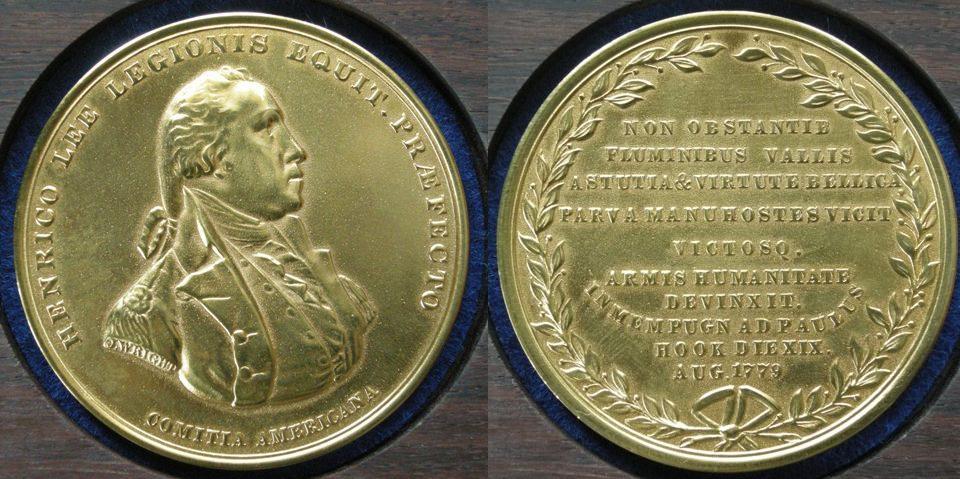 HENRICO LEE LEGIONIS EQUIT. PRÆFECTO
J.WRIGHT
COMITIA AMERICANA.
NON OBSTANTIB
FLUMINIBUS VALLIS
ASTUTIA & VIRTUTE BELLICA
PARVA MANU HOSTES VICIT
VICTOSQ.
ARMIS HUMANITATE
DEVINXIT.
IN MEM PUGN AD PAULUS
HOOK DIE XIX.
AUG. 1779